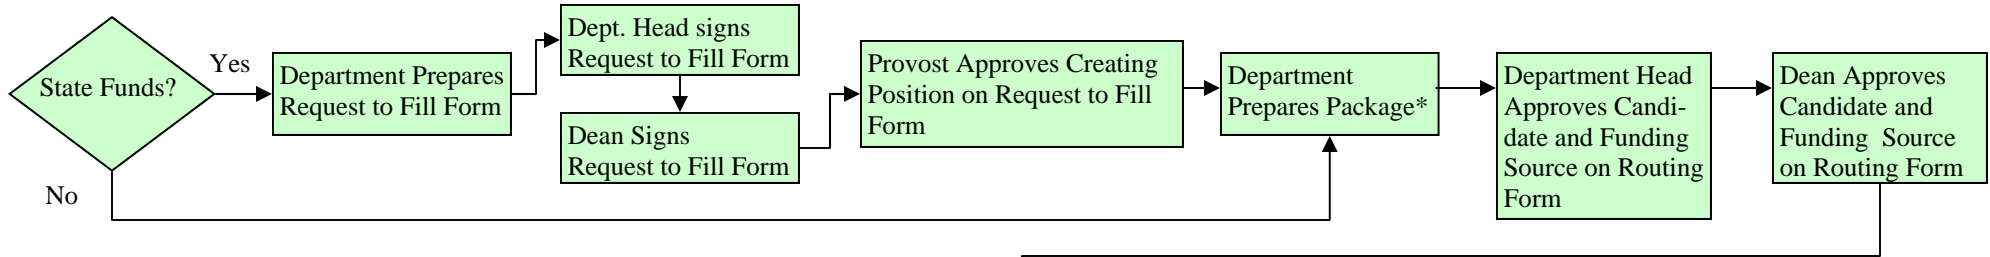 State Funds?
Yes
No
Department Prepares
Request to Fill Form
Dept. Head signs
Request to Fill Form
Dean Signs
Request to Fill Form
Provost Approves Creating
Position on Request to Fill
Form
Department
Prepares Package*
Department Head
Approves Candi-
date and Funding
Source on Routing
Form
Dean Approves
Candidate and
Funding  Source
on Routing Form